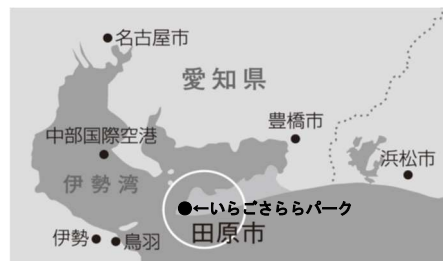 名古屋市
愛知県
豊橋市
中部国際空港
浜松市
伊勢湾
←いらごさららパーク
田原市
伊勢
鳥羽